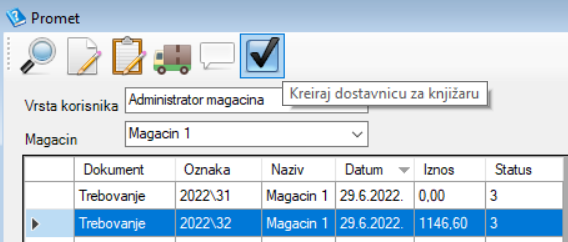 Promet
Vrsta korisnika Administrator magacina
Kreiraj dostavnicu za knjižaru
Magacin Magacin 1
Dokument Oznaka Naziv Datum Iznos Status
Trebovanje 2022\31 Magacin 1 29.6.2022. 0,00 3
Trebovanje 2022\32 Magacin 1 29.6.2022. 1146,60 3